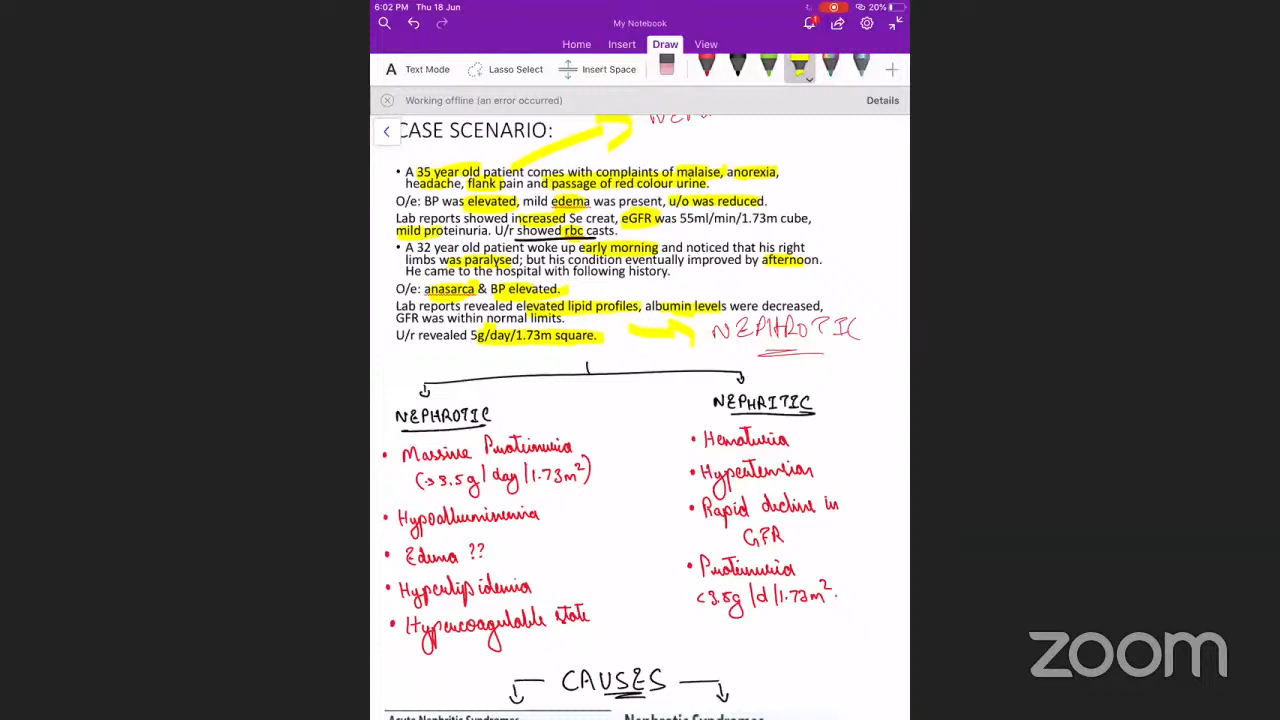 6:02 PM Thu 18 Jun
20%
My Notebook
Home Insert Draw View
A Text Mode Lasso Select Insert Space
Working offline (an error occurred) Details
CASE SCENARIO:
• A 35 year old patient comes with complaints of malaise, anorexia,
headache, flank pain and passage of red colour urine.
O/e: BP was elevated, mild edema was present, u/o was reduced.
Lab reports showed increased Se creat, eGFR was 55ml/min/1.73m cube,
mild proteinuria. U/r showed rbc casts.
• A 32 year old patient woke up early morning and noticed that his right
limbs was paralysed; but his condition eventually improved by afternoon.
He came to the hospital with following history.
O/e: anasarca & BP elevated.
Lab reports revealed elevated lipid profiles, albumin levels were decreased,
GFR was within normal limits.
U/r revealed 5g/day/1.73m square.
NEPHROTIC
NEPHROTIC
• Massive Proteinuria
(>3.5g/day/1.73m²)
• Hypoalbuminemia
• Edema ??
• Hyperlipidemia
• Hypercoagulable state
NEPHRITIC
• Hematuria
• Hypertension
• Rapid decline in
GFR
• Proteinuria
<3.5g/d/1.73m².
CAUSES
Acute Nephritic Syndromes
Nephrotic Syndromes
zoom